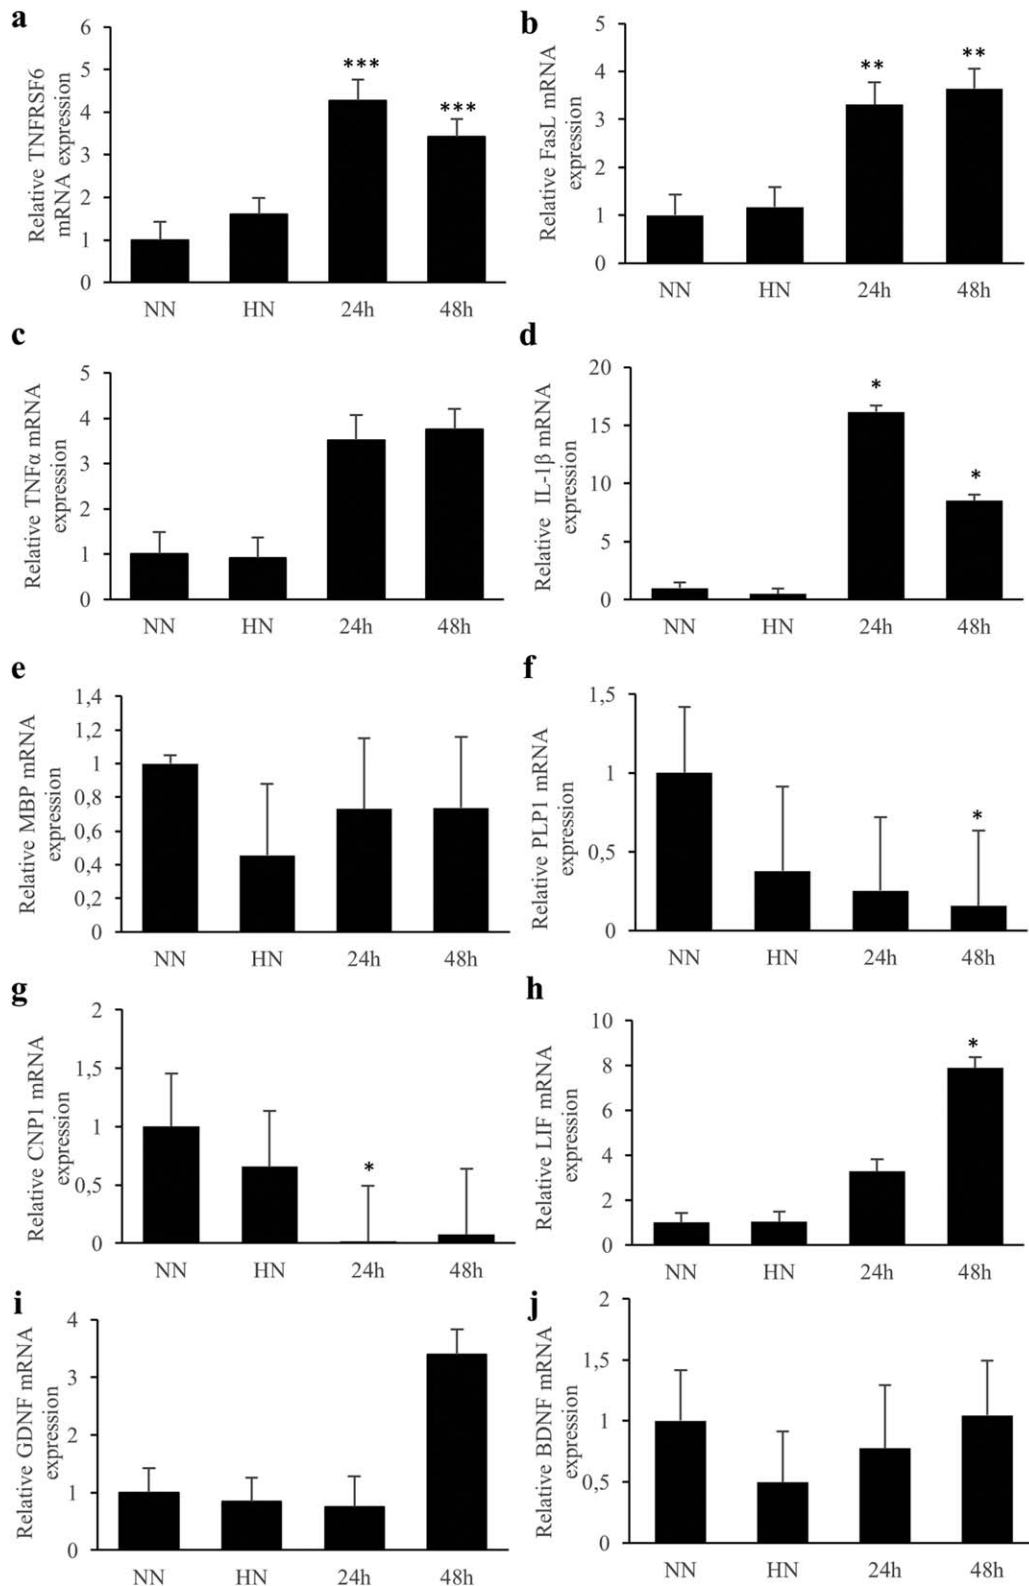 a
Relative TNFRSF6
mRNA expression
6
5
4
3
2
1
0
***
***
NN HN 24h 48h
b
Relative FasL mRNA
expression
5
4
3
2
1
0
**
**
NN HN 24h 48h
c
Relative TNFα mRNA
expression
5
4
3
2
1
0
NN HN 24h 48h
d
Relative IL-1β mRNA
expression
20
15
10
5
0
*
*
NN HN 24h 48h
e
Relative MBP mRNA
expression
1,4
1,2
1
0,8
0,6
0,4
0,2
0
NN HN 24h 48h
f
Relative PLP1 mRNA
expression
1,5
1
0,5
0
*
NN HN 24h 48h
g
Relative CNP1 mRNA
expression
2
1,5
1
0,5
0
*
NN HN 24h 48h
h
Relative LIF mRNA
expression
10
8
6
4
2
0
*
NN HN 24h 48h
i
Relative GDNF mRNA
expression
4
3
2
1
0
NN HN 24h 48h
j
Relative BDNF mRNA
expression
2
1,5
1
0,5
0
NN HN 24h 48h